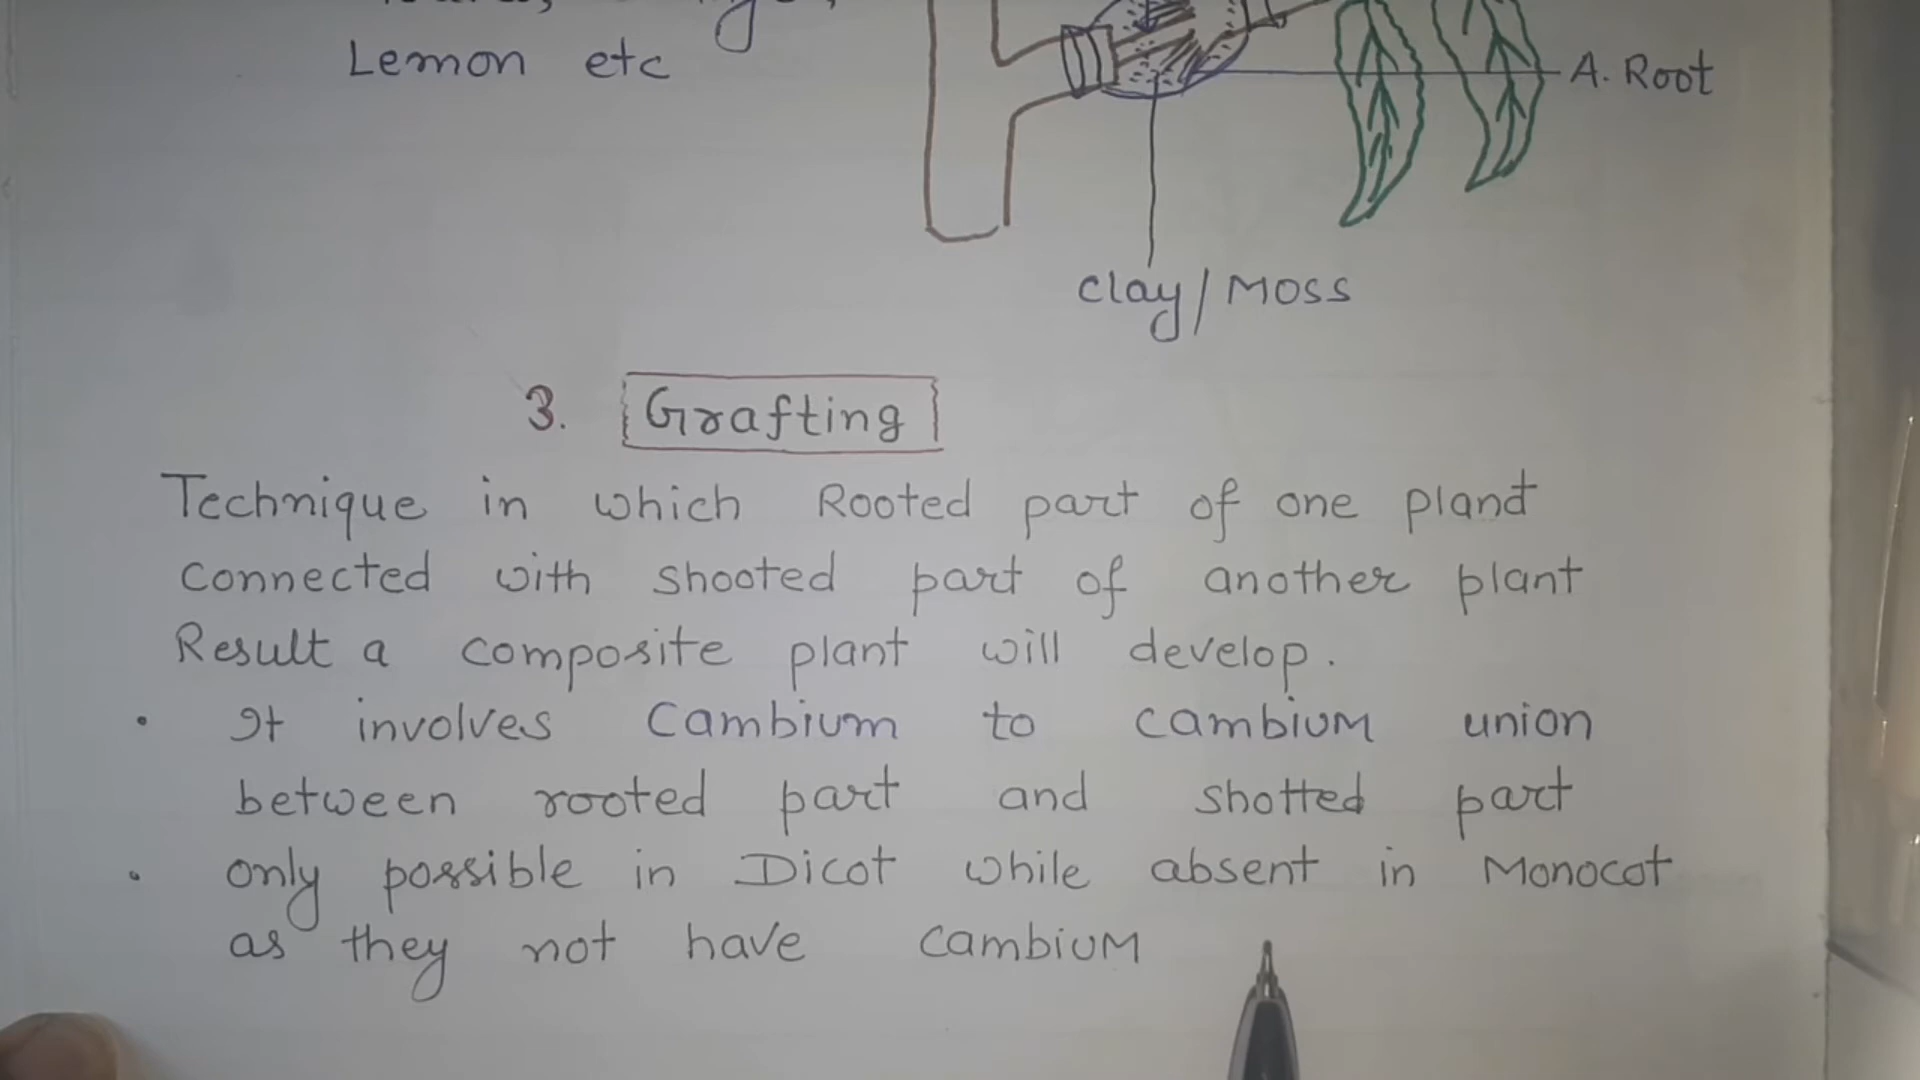 Lemon etc
A. Root
Clay / Moss
3. Grafting
Technique in which Rooted part of one pland
connected with shooted part of another plant
Result a composite plant will develop.
• It involves Cambium to cambium union
between rooted part and shotted part
• only possible in Dicot while absent in Monocot
as they not have cambium